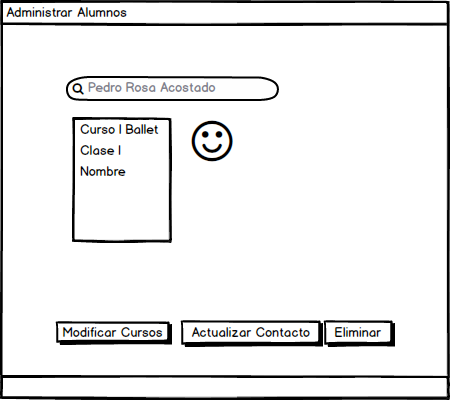 Administrar Alumnos
Pedro Rosa Acostado
Curso I Ballet
Clase I
Nombre
Modificar Cursos
Actualizar Contacto
Eliminar